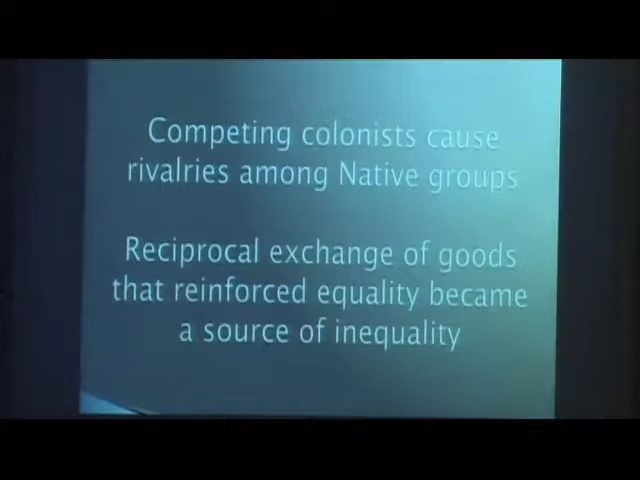 Competing colonists cause
rivalries among Native groups
Reciprocal exchange of goods
that reinforced equality became
a source of inequality